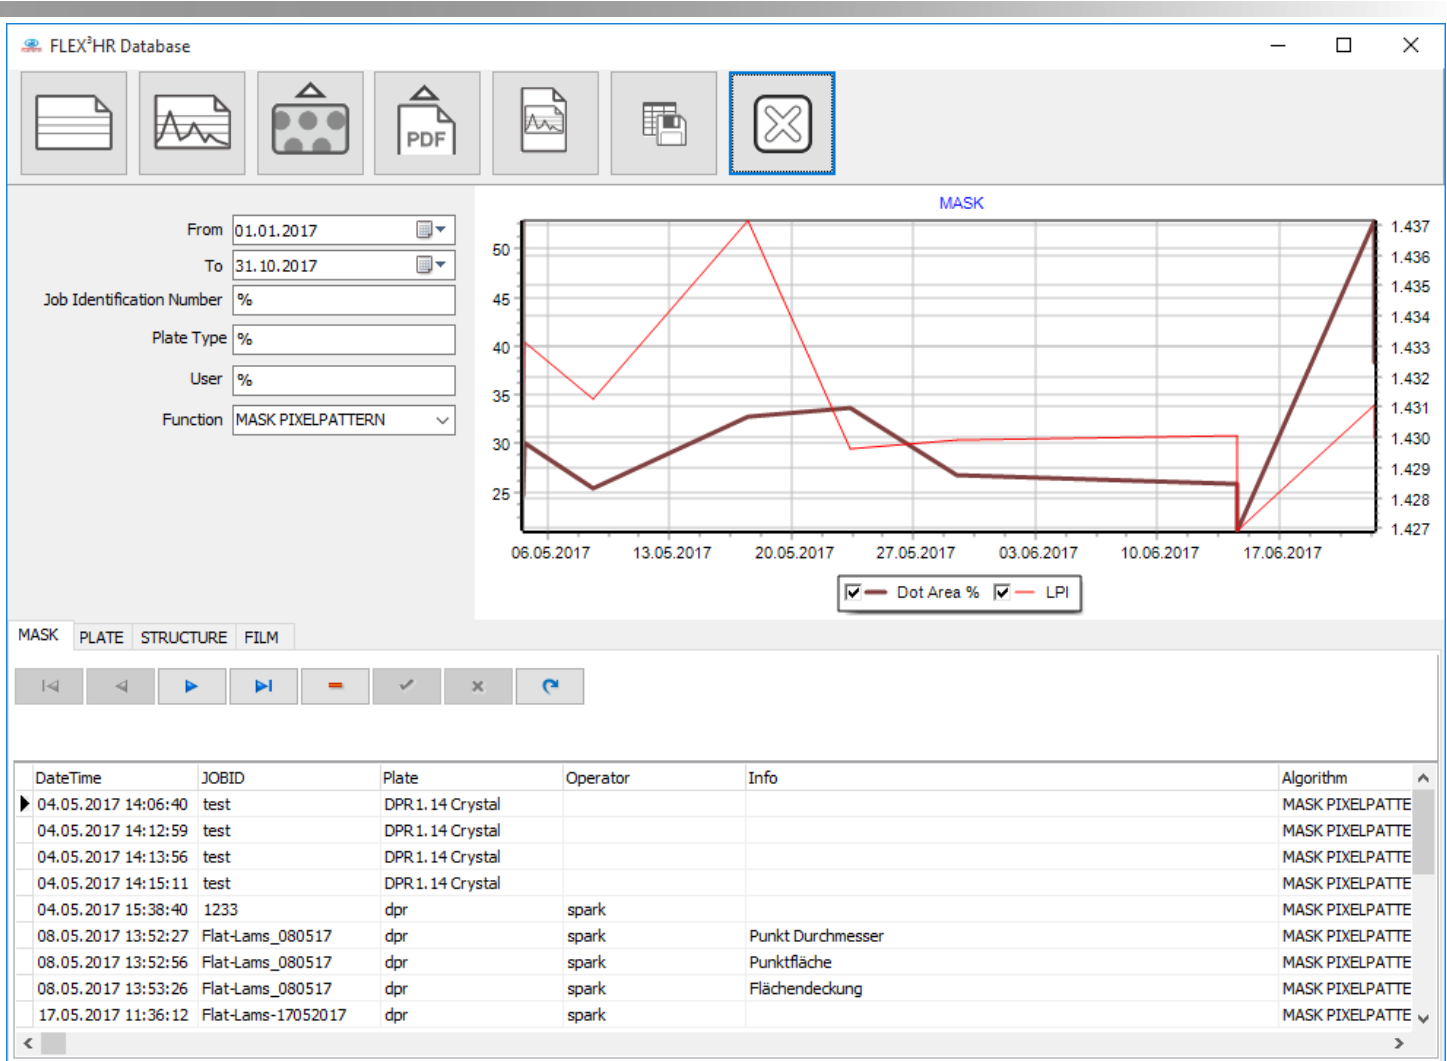 FLEX³HR Database
PDF
From 01.01.2017
To 31.10.2017
Job Identification Number %
Plate Type %
User %
Function MASK PIXELPATTERN
MASK
50
45
40
35
30
25
1.437
1.436
1.435
1.434
1.433
1.432
1.431
1.430
1.429
1.428
1.427
06.05.2017 13.05.2017 20.05.2017 27.05.2017 03.06.2017 10.06.2017 17.06.2017
Dot Area % LPI
MASK PLATE STRUCTURE FILM
DateTime JOBID Plate Operator Info Algorithm
04.05.2017 14:06:40 test DPR1.14 Crystal MASK PIXELPATTE
04.05.2017 14:12:59 test DPR1.14 Crystal MASK PIXELPATTE
04.05.2017 14:13:56 test DPR1.14 Crystal MASK PIXELPATTE
04.05.2017 14:15:11 test DPR1.14 Crystal MASK PIXELPATTE
04.05.2017 15:38:40 1233 dpr spark MASK PIXELPATTE
08.05.2017 13:52:27 Flat-Lams_080517 dpr spark Punkt Durchmesser MASK PIXELPATTE
08.05.2017 13:52:56 Flat-Lams_080517 dpr spark Punktfläche MASK PIXELPATTE
08.05.2017 13:53:26 Flat-Lams_080517 dpr spark Flächendeckung MASK PIXELPATTE
17.05.2017 11:36:12 Flat-Lams-17052017 dpr spark MASK PIXELPATTE